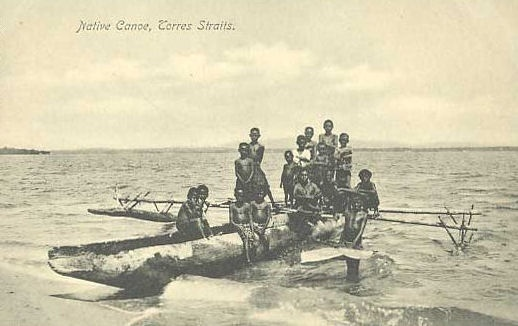 Native Canoe, Torres Straits.